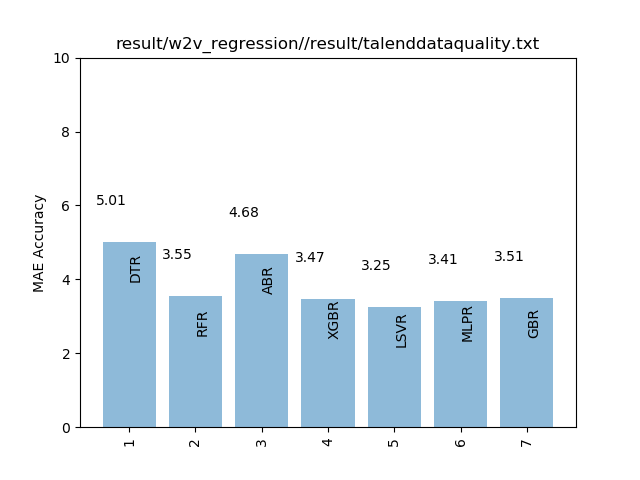 result/w2v_regression//result/talenddataquality.txt
MAE Accuracy
10
8
6
4
2
0
5.01
3.55
4.68
3.47
3.25
3.41
3.51
DTR
RFR
ABR
XGBR
LSVR
MLPR
GBR
1
2
3
4
5
6
7